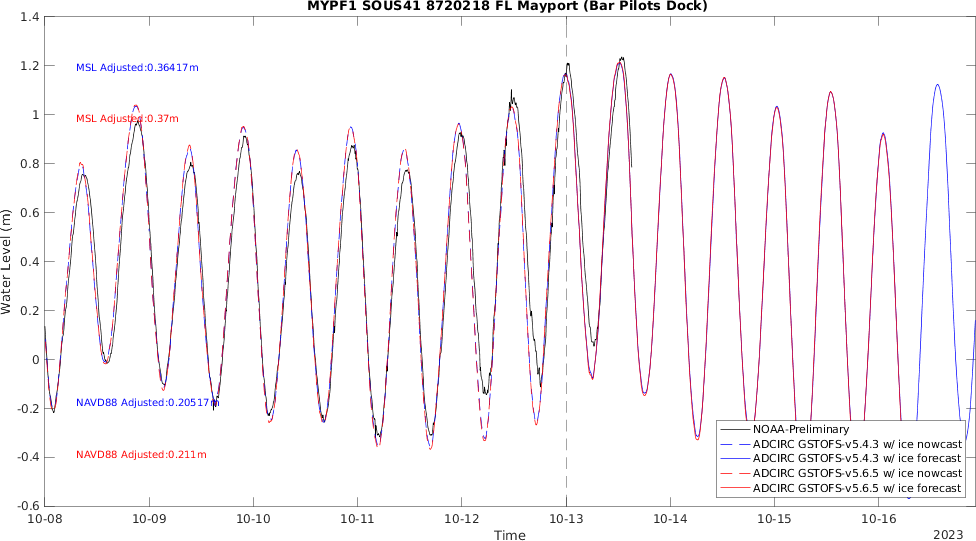 MYPF1 SOUS41 8720218 FL Mayport (Bar Pilots Dock)
1.4
1.2
1
0.8
0.6
0.4
0.2
0
-0.2
-0.4
-0.6
Water Level (m)
MSL Adjusted:0.36417m
MSL Adjusted:0.37m
NAVD88 Adjusted:0.20517m
NAVD88 Adjusted:0.211m
NOAA-Preliminary
ADCIRC GSTOFS-v5.4.3 w/ ice nowcast
ADCIRC GSTOFS-v5.4.3 w/ ice forecast
ADCIRC GSTOFS-v5.6.5 w/ ice nowcast
ADCIRC GSTOFS-v5.6.5 w/ ice forecast
10-08 10-09 10-10 10-11 10-12 10-13 10-14 10-15 10-16
Time
2023